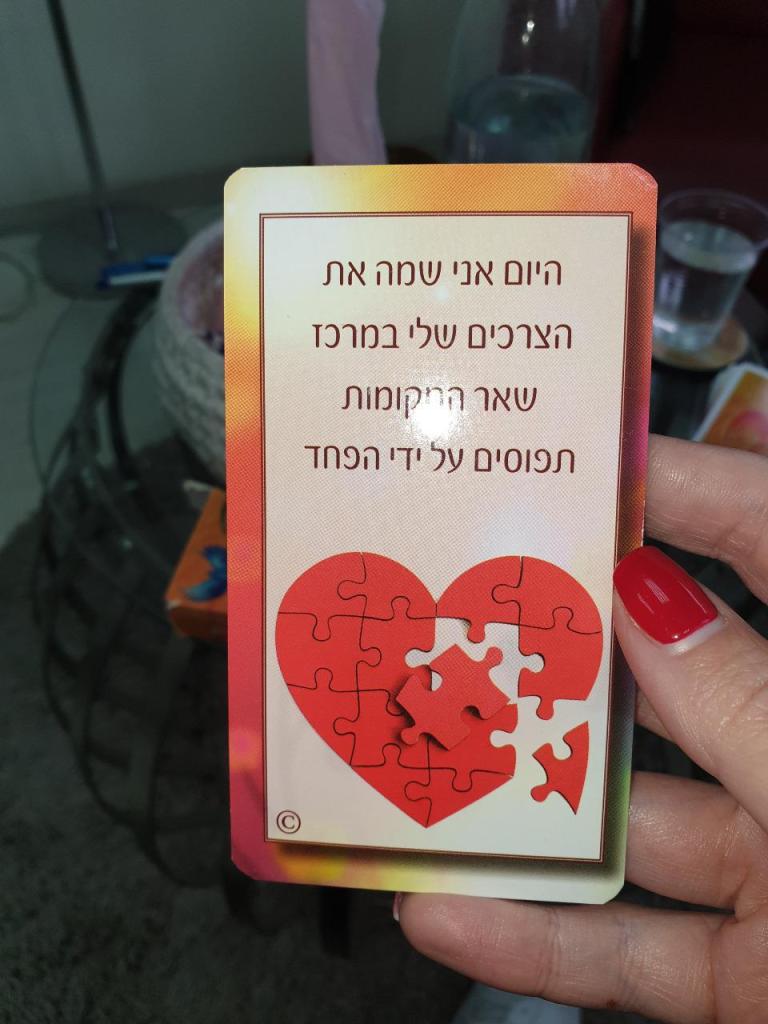 היום אני שמה את
הצרכים שלי במרכז
שאר המקומות
תפוסים על ידי הפחד
©